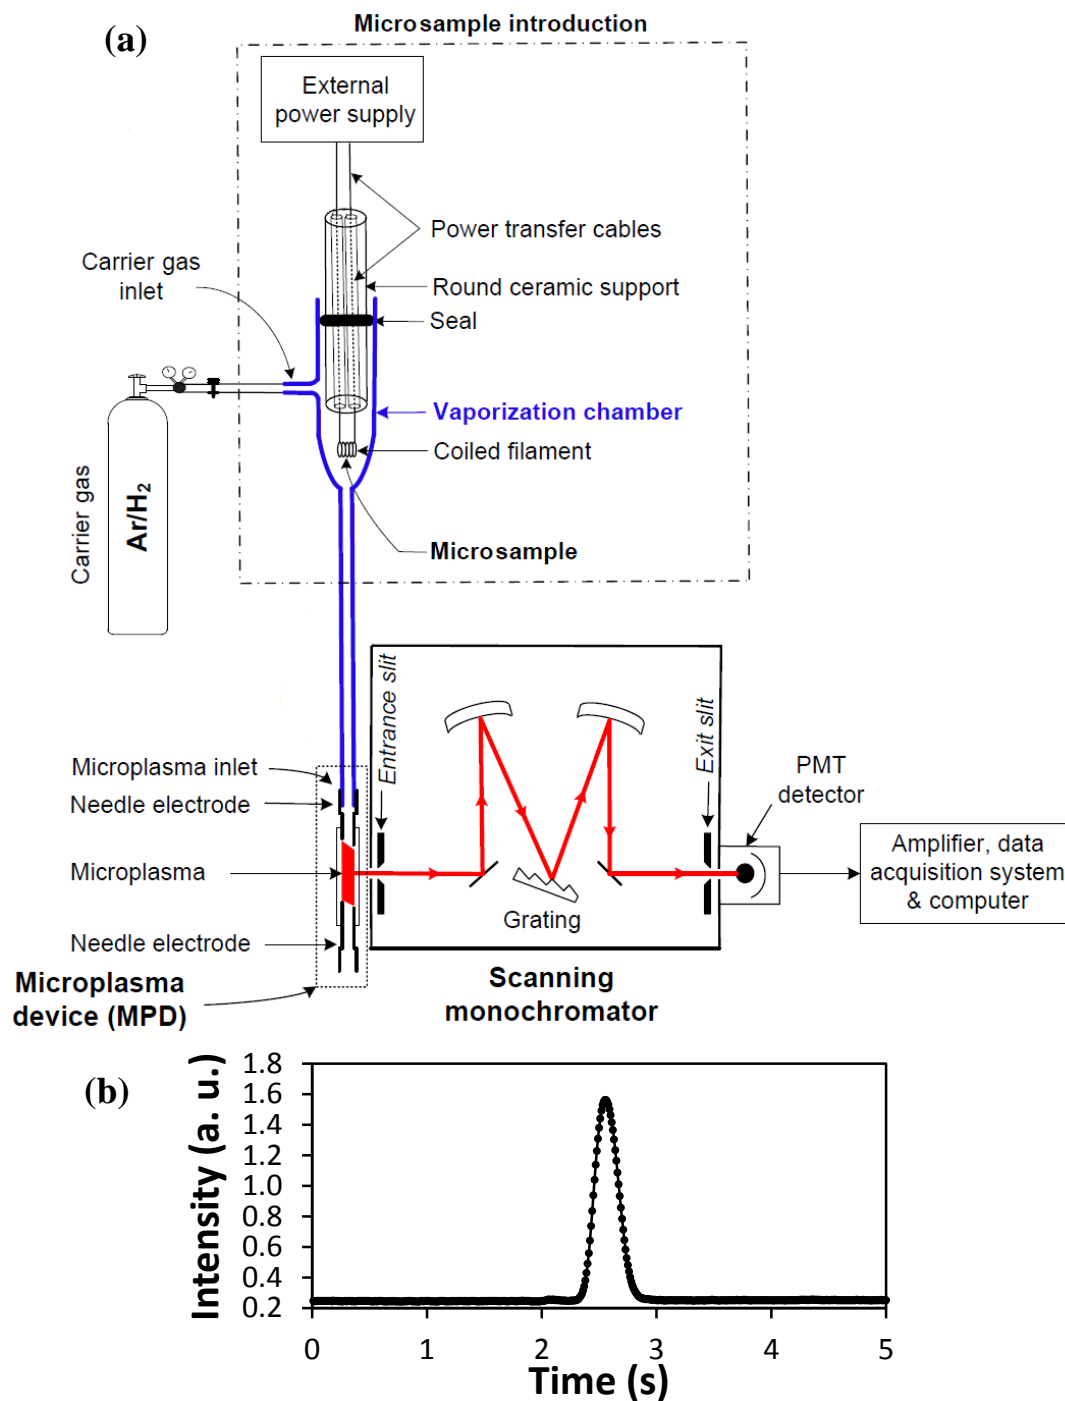 Microsample introduction
(a)
External
power supply
Power transfer cables
Carrier gas
inlet
Round ceramic support
Seal
Vaporization chamber
Coiled filament
Carrier gas
Ar/H₂
Microsample
Entrance slit
Exit slit
Microplasma inlet
PMT
detector
Needle electrode
Microplasma
Amplifier, data
acquisition system
& computer
Grating
Needle electrode
Microplasma
device (MPD)
Scanning
monochromator
(b)
Intensity (a. u.)
1.8
1.6
1.4
1.2
1.0
0.8
0.6
0.4
0.2
0 1 2 3 4 5
Time (s)